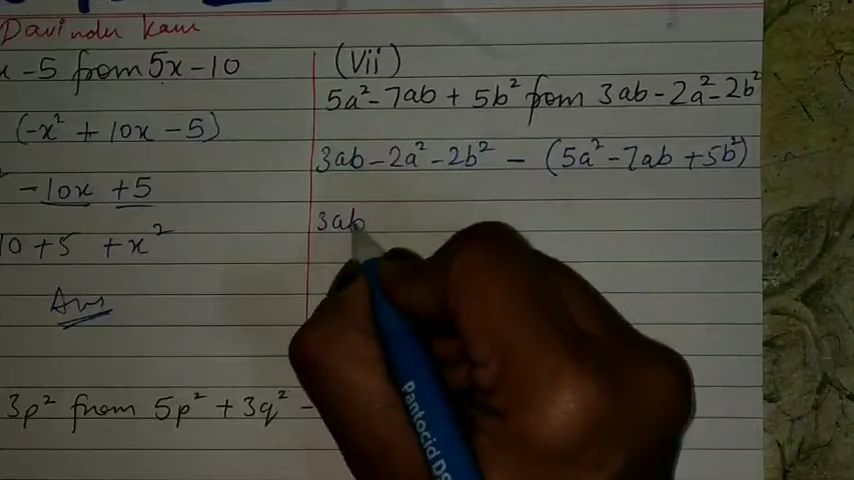 Davinder Kaur
x - 5 from 5x - 10
(-x² + 10x - 5)
² - 10x + 5
10 + 5 + x²
Ans
3p² from 5p² + 3q² -
(Vii)
5a² - 7ab + 5b² from 3ab - 2a² - 2b²
3ab - 2a² - 2b² - (5a² - 7ab + 5b²)
3ab
Pantocid D